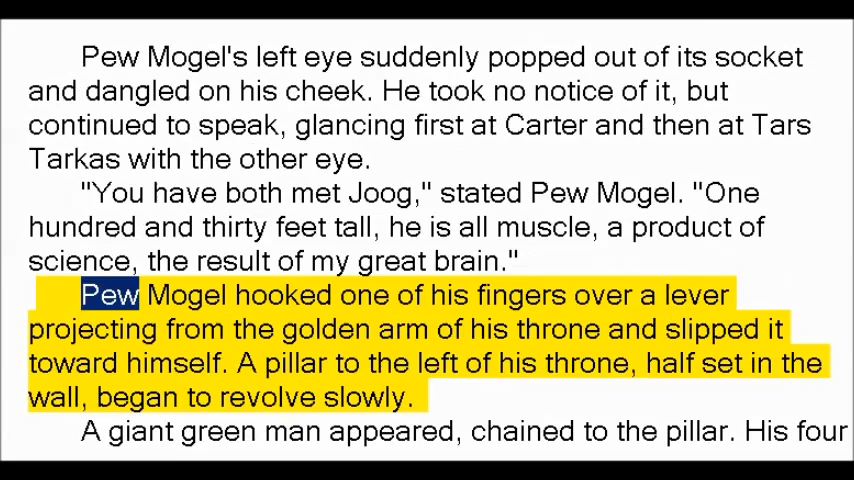 Pew Mogel's left eye suddenly popped out of its socket
and dangled on his cheek. He took no notice of it, but
continued to speak, glancing first at Carter and then at Tars
Tarkas with the other eye.
"You have both met Joog," stated Pew Mogel. "One
hundred and thirty feet tall, he is all muscle, a product of
science, the result of my great brain."
Pew Mogel hooked one of his fingers over a lever
projecting from the golden arm of his throne and slipped it
toward himself. A pillar to the left of his throne, half set in the
wall, began to revolve slowly.
A giant green man appeared, chained to the pillar. His four